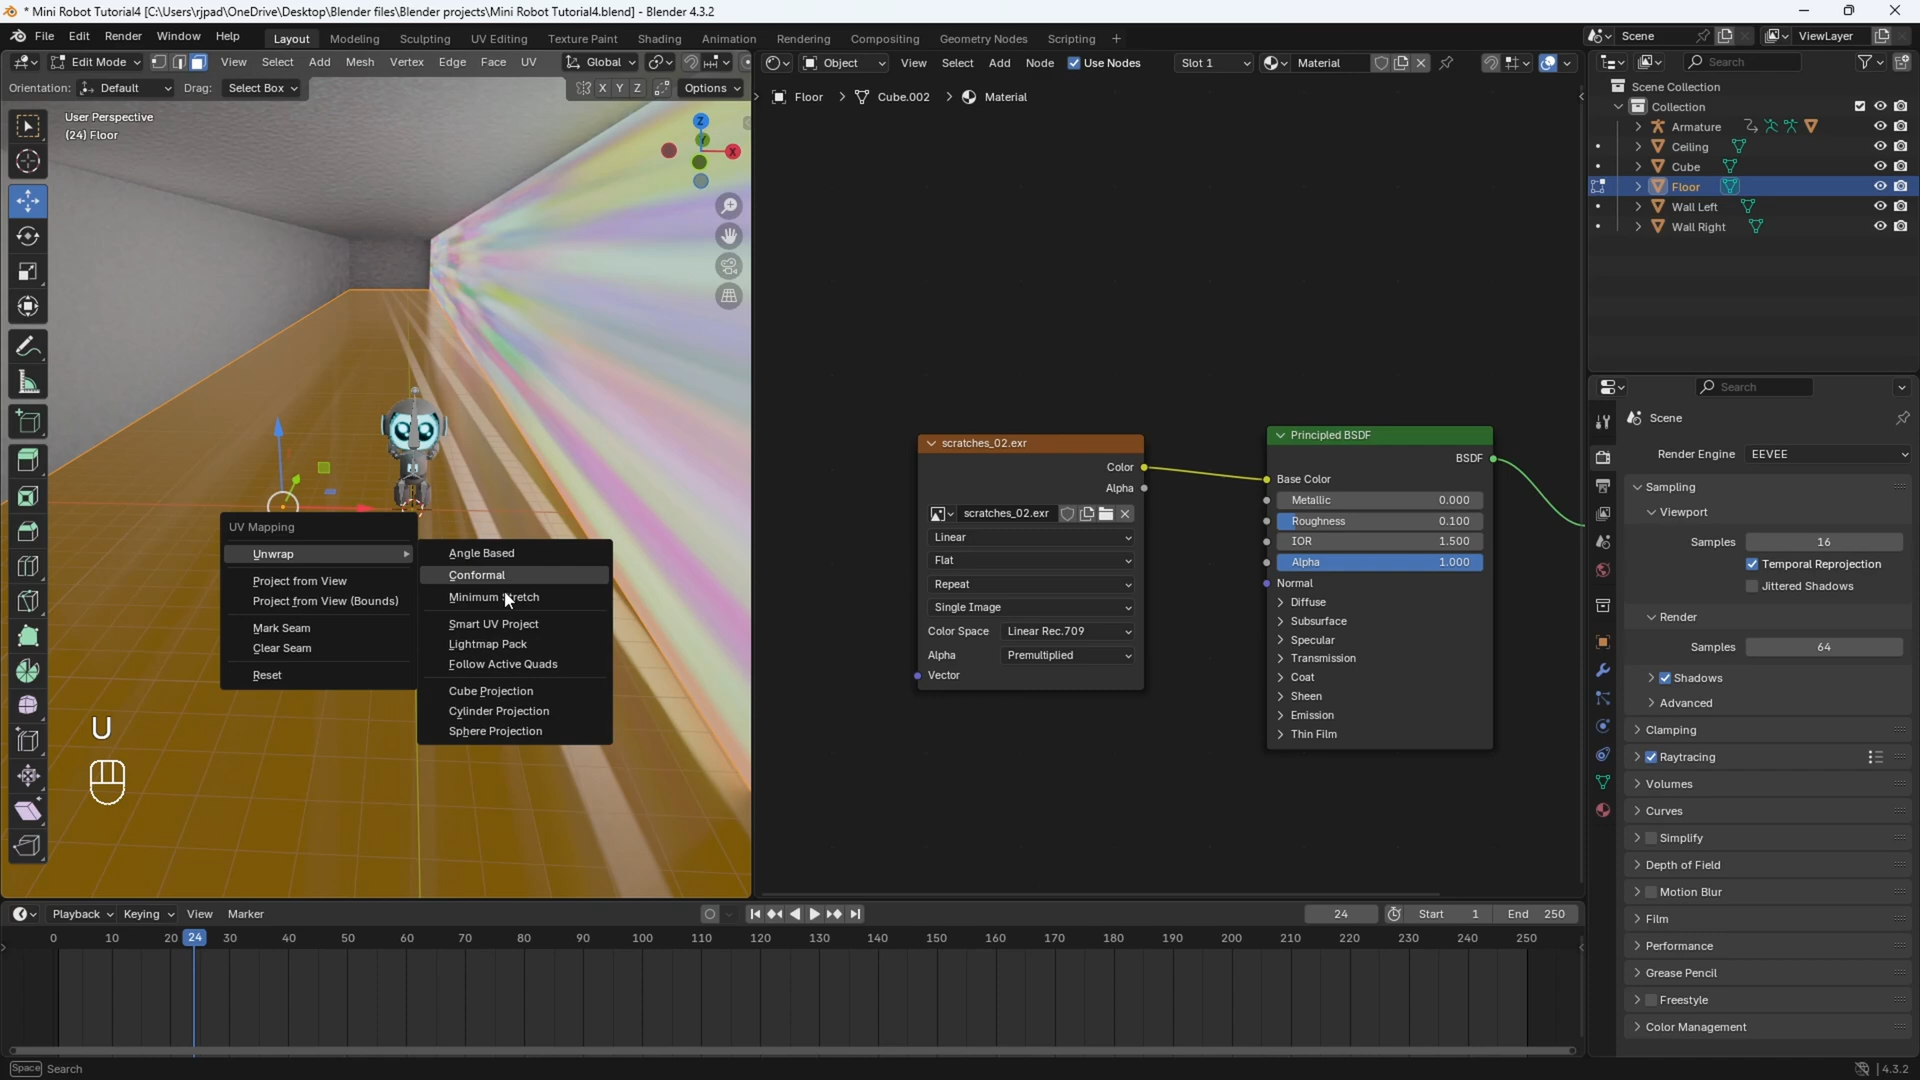 * Mini Robot Tutorial4 [C:\Users\rjpad\OneDrive\Desktop\Blender files\Blender projects\Mini Robot Tutorial4.blend] - Blender 4.3.2
File Edit Render Window Help Layout Modeling Sculpting UV Editing Texture Paint Shading Animation Rendering Compositing Geometry Nodes Scripting + Scene ViewLayer
Edit Mode View Select Add Mesh Vertex Edge Face UV Global Object View Select Add Node Use Nodes Slot 1 Material Search
Orientation: Default Drag: Select Box X Y Z Options
Floor > Cube.002 > Material
Scene Collection
Collection
Armature
Ceiling
Cube
Floor
Wall Left
Wall Right
User Perspective
(24) Floor
Z
Y
X
UV Mapping
Unwrap
Project from View
Project from View (Bounds)
Mark Seam
Clear Seam
Reset
Angle Based
Conformal
Minimum Stretch
Smart UV Project
Lightmap Pack
Follow Active Quads
Cube Projection
Cylinder Projection
Sphere Projection
U
scratches_02.exr
Color
Alpha
scratches_02.exr
Linear
Flat
Repeat
Single Image
Color Space Linear Rec.709
Alpha Premultiplied
Vector
Principled BSDF
BSDF
Base Color
Metallic 0.000
Roughness 0.100
IOR 1.500
Alpha 1.000
Normal
Diffuse
Subsurface
Specular
Transmission
Coat
Sheen
Emission
Thin Film
Search
Scene
Render Engine EEVEE
Sampling
Viewport
Samples 16
Temporal Reprojection
Jittered Shadows
Render
Samples 64
Shadows
Advanced
Clamping
Raytracing
Volumes
Curves
Simplify
Depth of Field
Motion Blur
Film
Performance
Grease Pencil
Freestyle
Color Management
Playback Keying View Marker 24 Start 1 End 250
0 10 20 24 30 40 50 60 70 80 90 100 110 120 130 140 150 160 170 180 190 200 210 220 230 240 250
Space Search 4.3.2